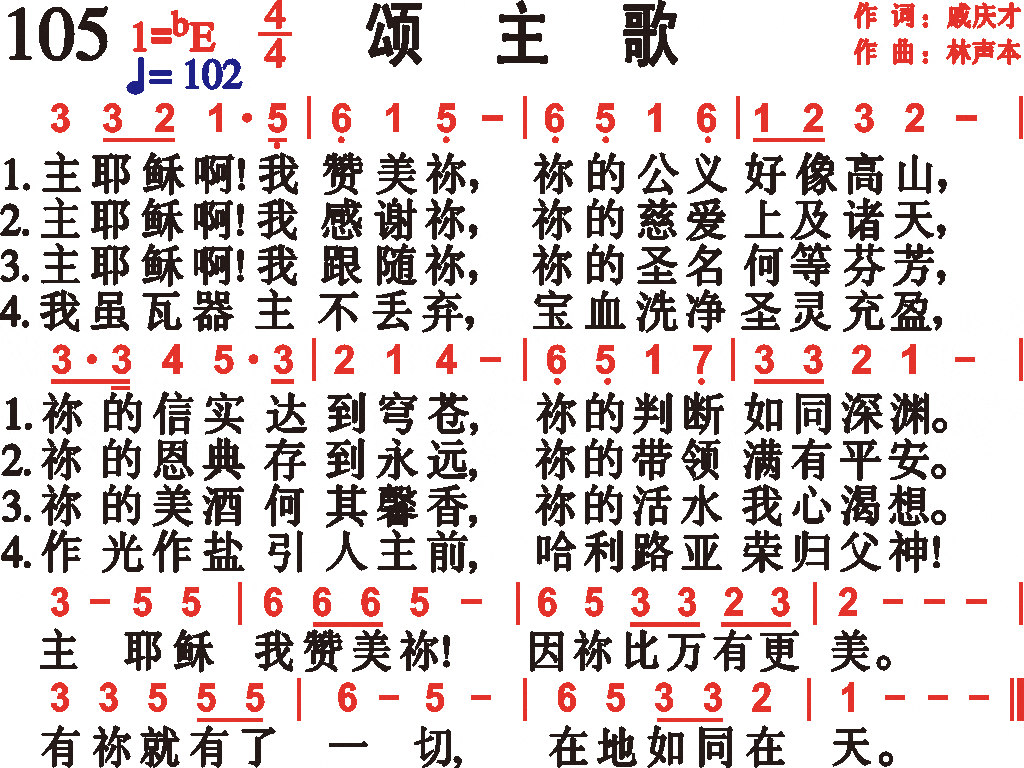 105 1=ᵇE 4/4 颂 主 歌 作 词：戚庆才
♩= 102 作 曲：林声本
3 3 2 1 · 5 | 6 1 5 – | 6 5 1 6 | 1 2 3 2 – |
1. 主耶稣啊!我 赞美祢, 祢的公义 好像高山,
2. 主耶稣啊!我 感谢祢, 祢的慈爱 上及诸天,
3. 主耶稣啊!我 跟随祢, 祢的圣名 何等芬芳,
4. 我虽瓦器 主 不丢弃, 宝血洗净 圣灵充盈,
3 · 3 4 5 · 3 | 2 1 4 – | 6 5 1 7 | 3 3 2 1 – |
1. 祢的信实 达到穹苍, 祢的判断 如同深渊。
2. 祢的恩典 存到永远, 祢的带领 满有平安。
3. 祢的美酒 何其馨香, 祢的活水 我心渴想。
4. 作光作盐 引人主前, 哈利路亚 荣归父神!
3 – 5 5 | 6 6 6 5 – | 6 5 3 3 2 3 | 2 – – – |
主 耶稣 我赞美祢! 因祢比万有更 美。
3 3 5 5 5 | 6 – 5 – | 6 5 3 3 2 | 1 – – – ‖
有祢就有了 一 切, 在地如同在 天。